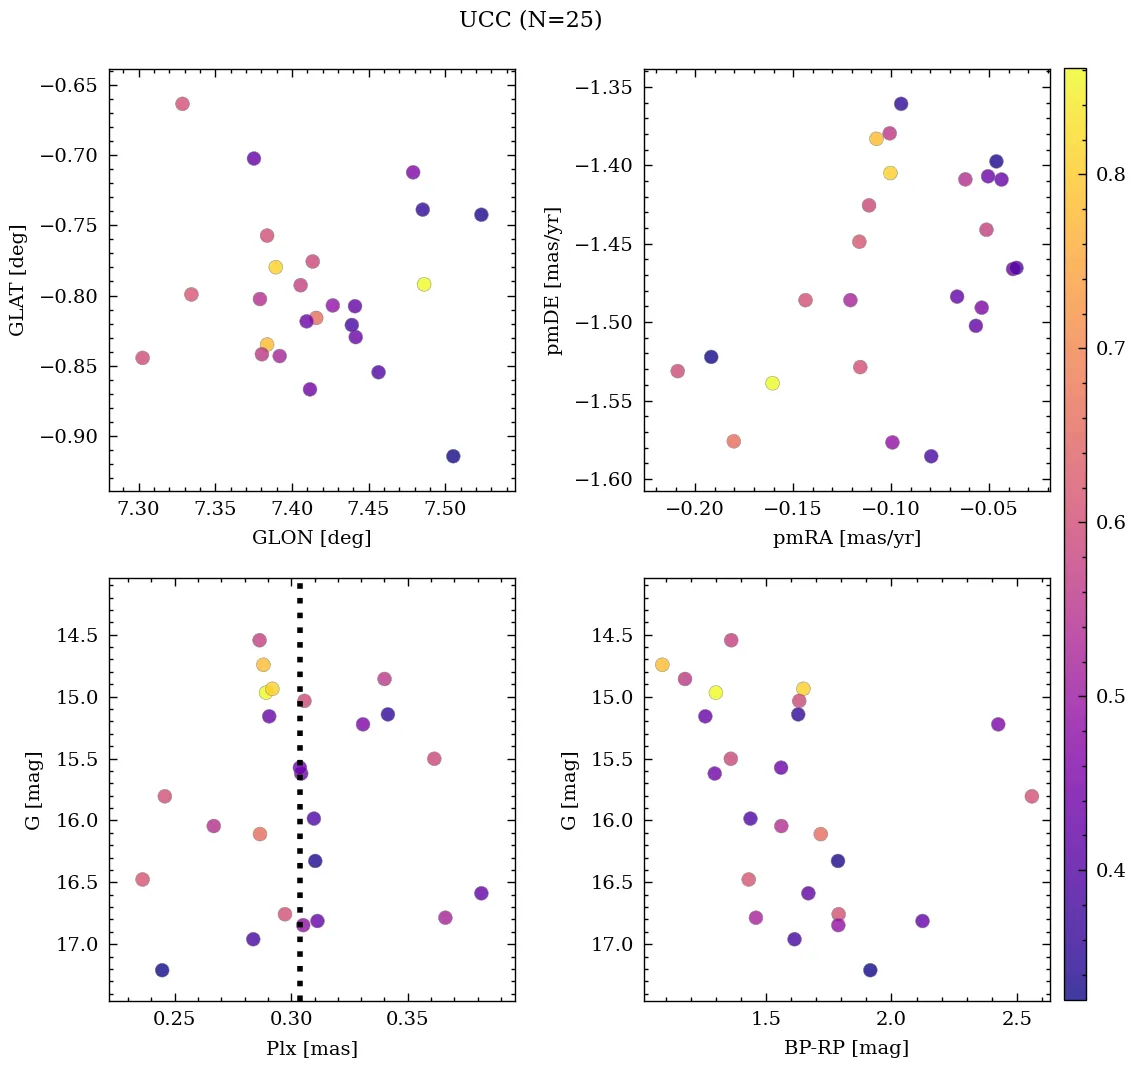 UCC (N=25)
−0.65
−0.70
−0.75
−0.80
−0.85
−0.90
GLAT [deg]
7.30 7.35 7.40 7.45 7.50
GLON [deg]
−1.35
−1.40
−1.45
−1.50
−1.55
−1.60
pmDE [mas/yr]
−0.20 −0.15 −0.10 −0.05
pmRA [mas/yr]
14.5
15.0
15.5
16.0
16.5
17.0
G [mag]
0.25 0.30 0.35
Plx [mas]
14.5
15.0
15.5
16.0
16.5
17.0
G [mag]
1.5 2.0 2.5
BP-RP [mag]
0.8
0.7
0.6
0.5
0.4